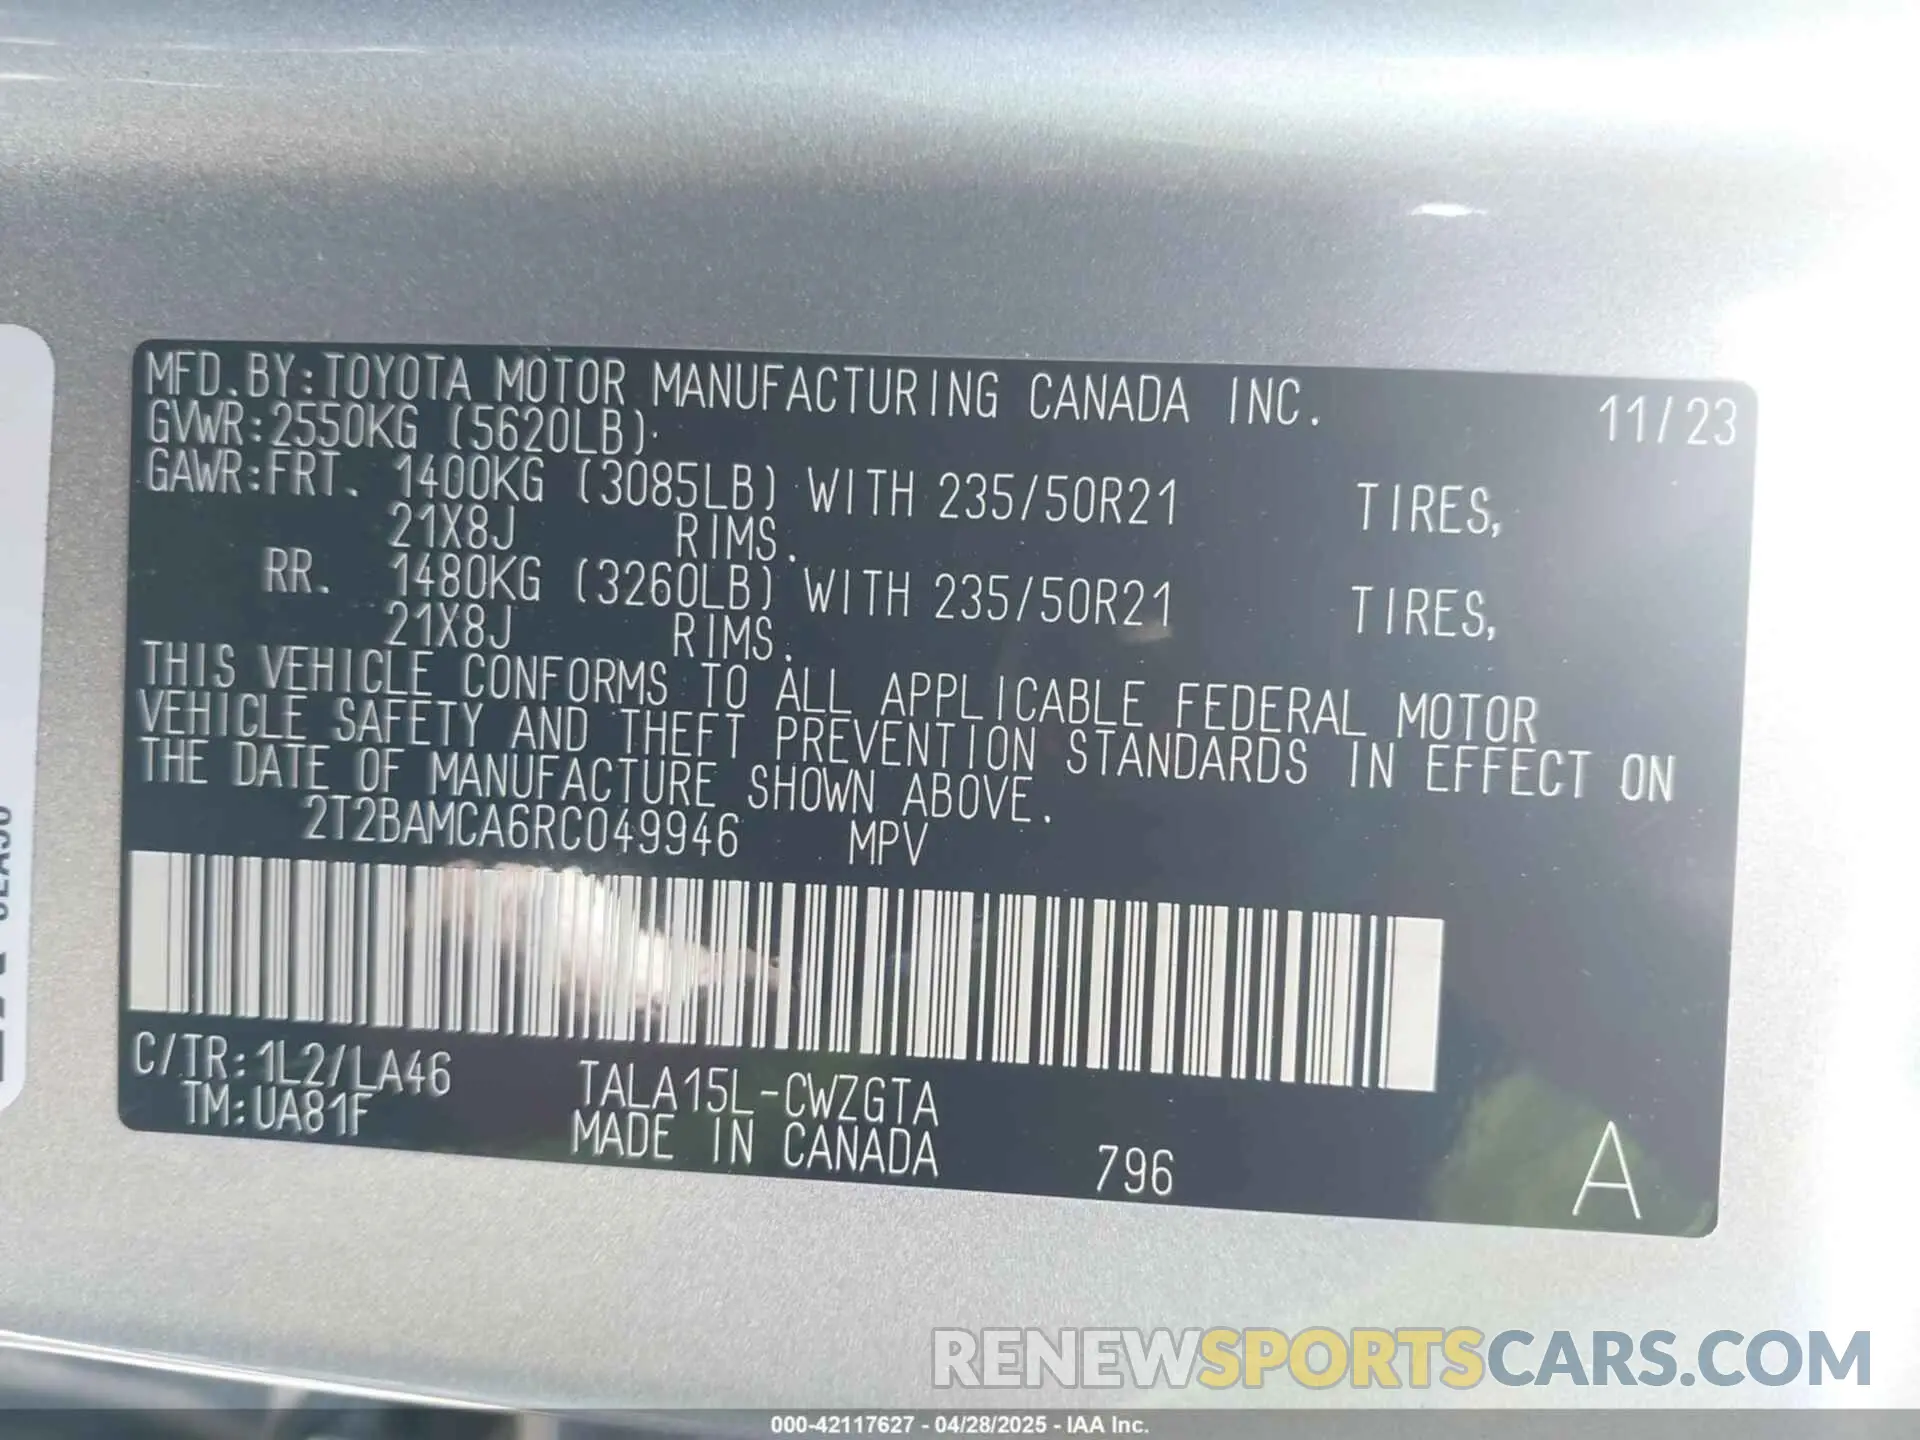 MFD.BY:TOYOTA MOTOR MANUFACTURING CANADA INC. 11/23
GVWR:2550KG (5620LB)
GAWR:FRT. 1400KG (3085LB) WITH 235/50R21 TIRES,
21X8J RIMS.
RR. 1480KG (3260LB) WITH 235/50R21 TIRES,
21X8J RIMS.
THIS VEHICLE CONFORMS TO ALL APPLICABLE FEDERAL MOTOR
VEHICLE SAFETY AND THEFT PREVENTION STANDARDS IN EFFECT ON
THE DATE OF MANUFACTURE SHOWN ABOVE.
2T2BAMCA6RC049946 MPV
C/TR:1L2/LA46 TALA15L-CWZGTA
TM:UA81F MADE IN CANADA 796 A
RENEWSPORTSCARS.COM
000-42117627 - 04/28/2025 - IAA Inc.